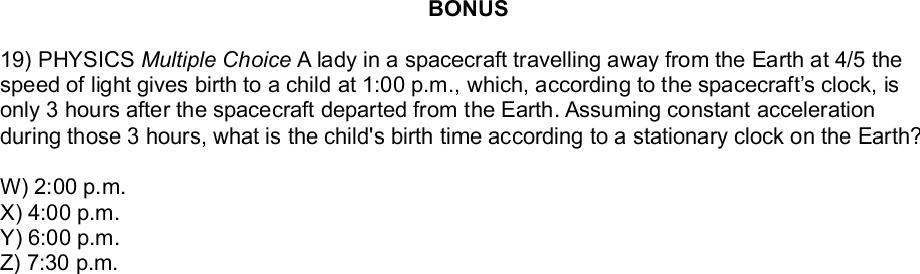 BONUS
19) PHYSICS Multiple Choice A lady in a spacecraft travelling away from the Earth at 4/5 the
speed of light gives birth to a child at 1:00 p.m., which, according to the spacecraft’s clock, is
only 3 hours after the spacecraft departed from the Earth. Assuming constant acceleration
during those 3 hours, what is the child's birth time according to a stationary clock on the Earth?
W) 2:00 p.m.
X) 4:00 p.m.
Y) 6:00 p.m.
Z) 7:30 p.m.